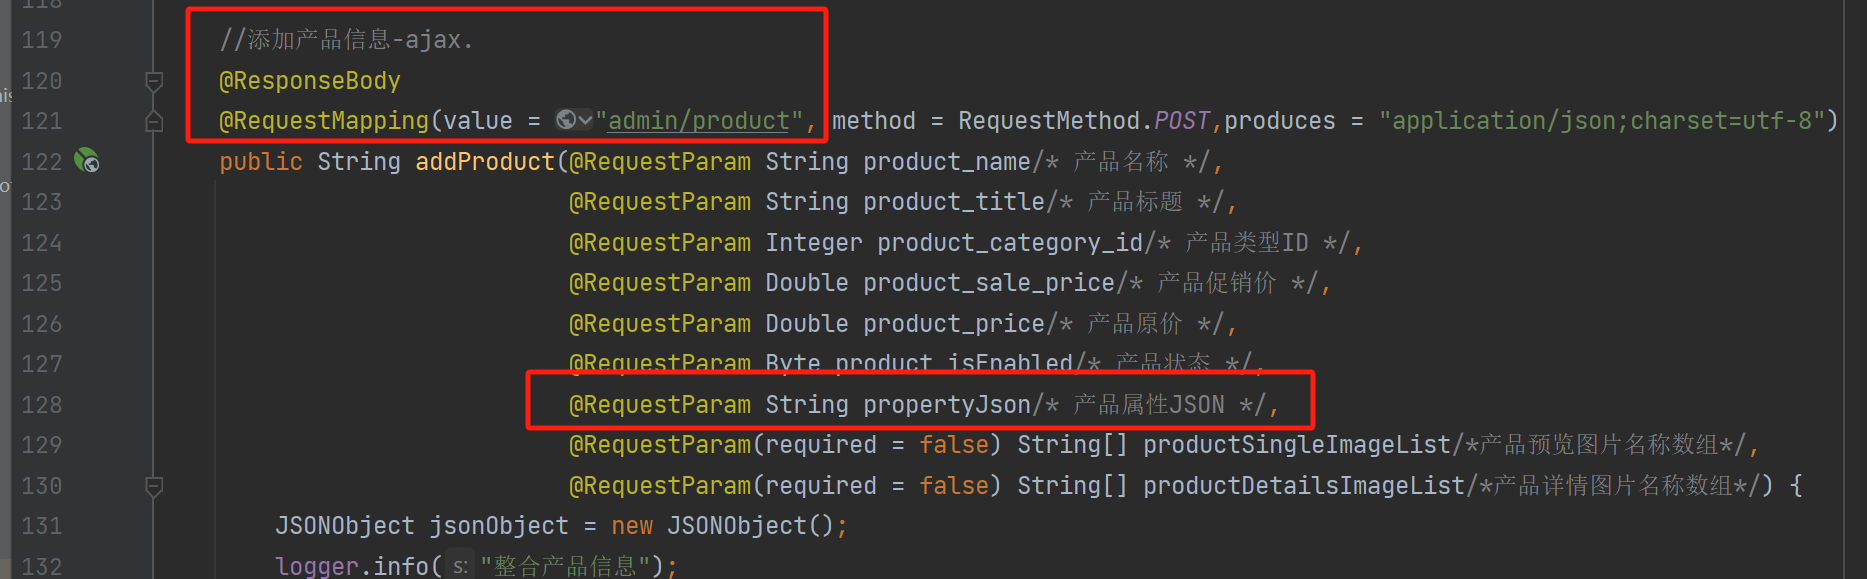 118
119 //添加产品信息-ajax.
120 @ResponseBody
121 @RequestMapping(value = "admin/product", method = RequestMethod.POST,produces = "application/json;charset=utf-8")
122 public String addProduct(@RequestParam String product_name/* 产品名称 */,
123 @RequestParam String product_title/* 产品标题 */,
124 @RequestParam Integer product_category_id/* 产品类型ID */,
125 @RequestParam Double product_sale_price/* 产品促销价 */,
126 @RequestParam Double product_price/* 产品原价 */,
127 @RequestParam Byte product_isEnabled/* 产品状态 */,
128 @RequestParam String propertyJson/* 产品属性JSON */,
129 @RequestParam(required = false) String[] productSingleImageList/*产品预览图片名称数组*/,
130 @RequestParam(required = false) String[] productDetailsImageList/*产品详情图片名称数组*/) {
131 JSONObject jsonObject = new JSONObject();
132 logger.info( s: "整合产品信息");